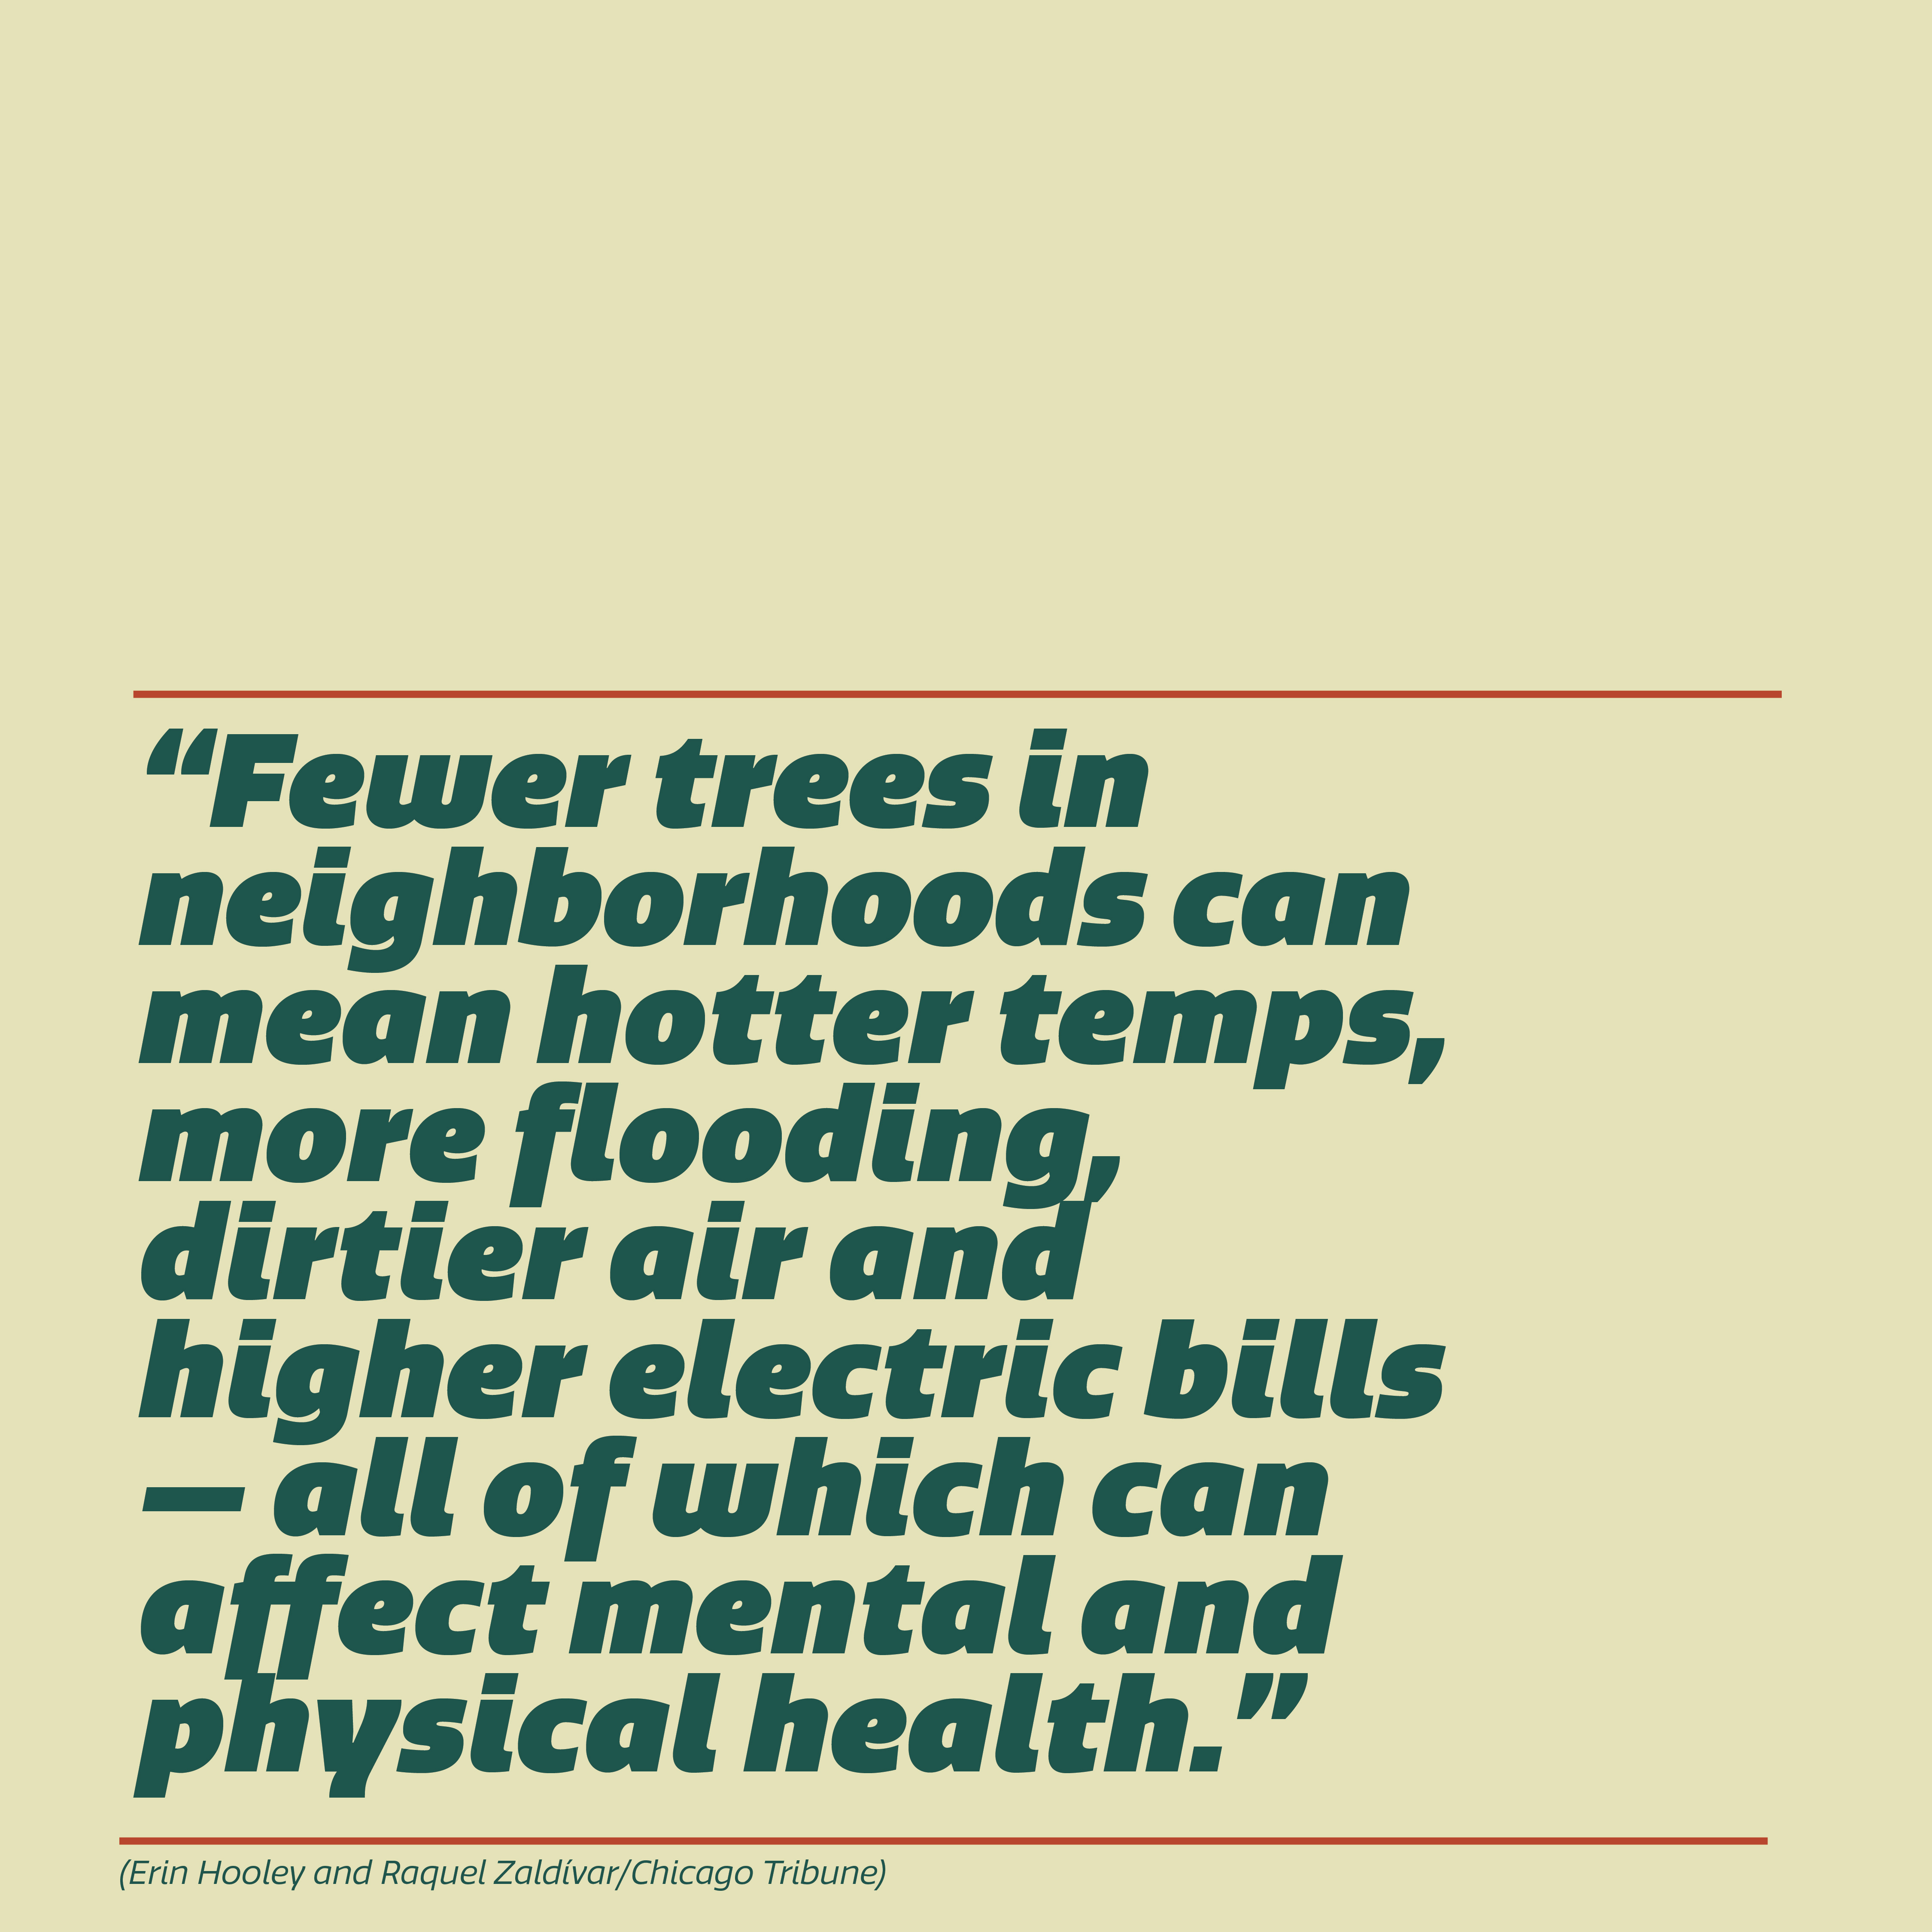 “Fewer trees in
neighborhoods can
mean hotter temps,
more flooding,
dirtier air and
higher electric bills
— all of which can
affect mental and
physical health.”
(Erin Hooley and Raquel Zaldívar/Chicago Tribune)